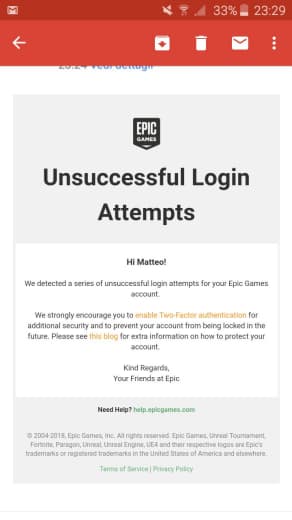 33% 23:29
EPIC
GAMES
Unsuccessful Login
Attempts
Hi Matteo!
We detected a series of unsuccessful login attempts for your Epic Games
account.
We strongly encourage you to enable Two-Factor authentication for
additional security and to prevent your account from being locked in the
future. Please see this blog for extra information on how to protect your
account.
Kind Regards,
Your Friends at Epic
Need Help? help.epicgames.com
© 2004-2018, Epic Games, Inc. All rights reserved. Epic Games, Unreal Tournament,
Fortnite, Paragon, Unreal, Unreal Engine, UE4 and their respective logos are Epic's
trademarks or registered trademarks in the United States of America and elsewhere.
Terms of Service | Privacy Policy